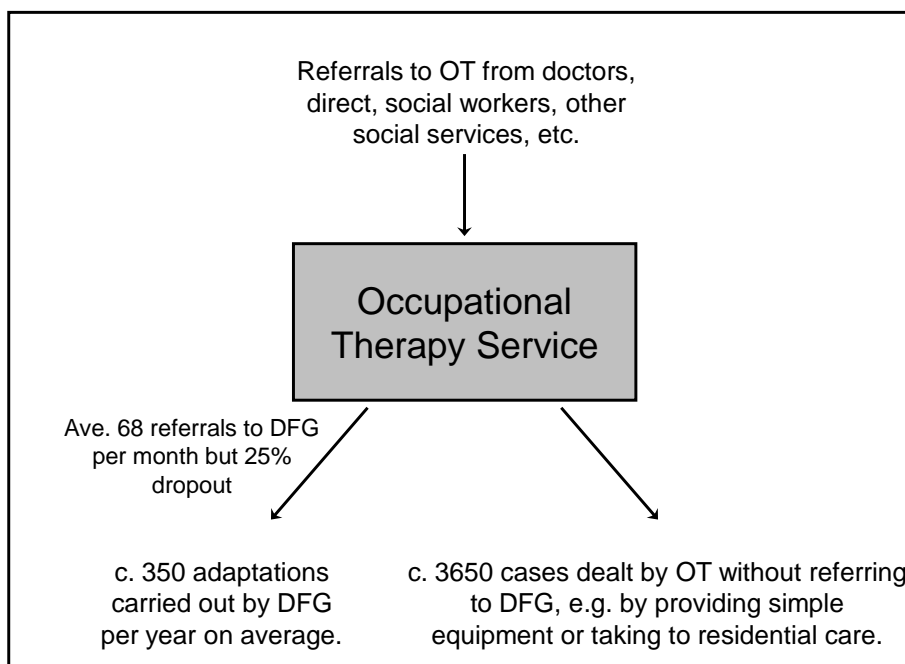 Referrals to OT from doctors,
direct, social workers, other
social services, etc.
Occupational
Therapy Service
Ave. 68 referrals to DFG
per month but 25%
dropout
c. 350 adaptations
carried out by DFG
per year on average.
c. 3650 cases dealt by OT without referring
to DFG, e.g. by providing simple
equipment or taking to residential care.